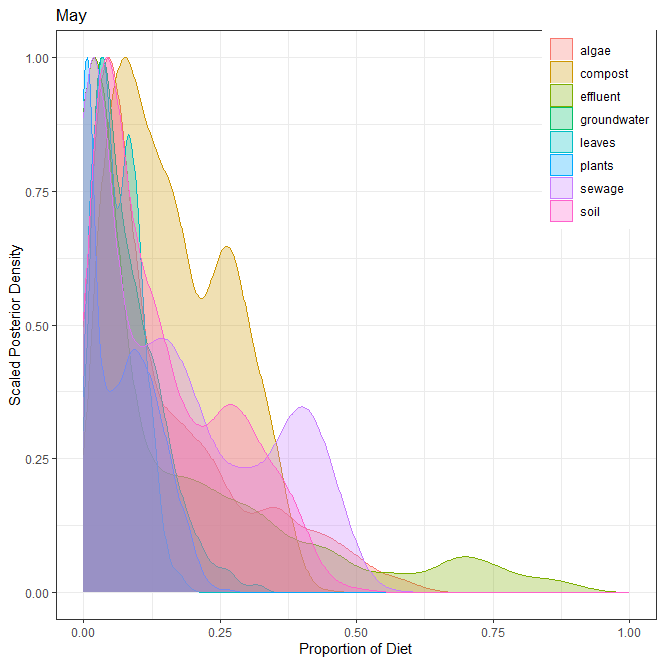 May
algae
compost
effluent
groundwater
leaves
plants
sewage
soil
1.00
0.75
0.50
0.25
0.00
Scaled Posterior Density
0.00 0.25 0.50 0.75 1.00
Proportion of Diet